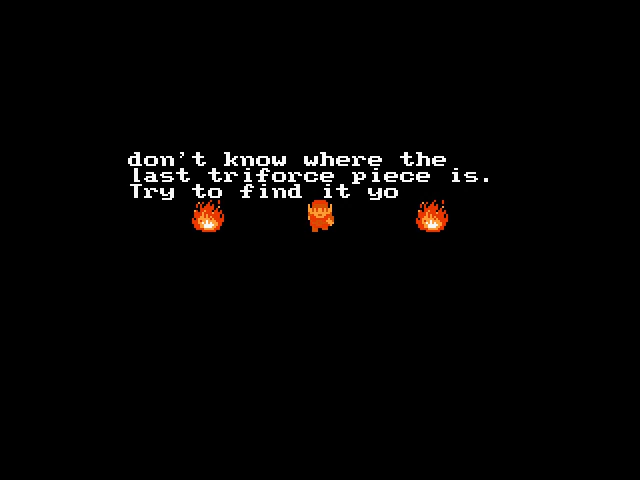 don't know where the
last triforce piece is.
Try to find it yo